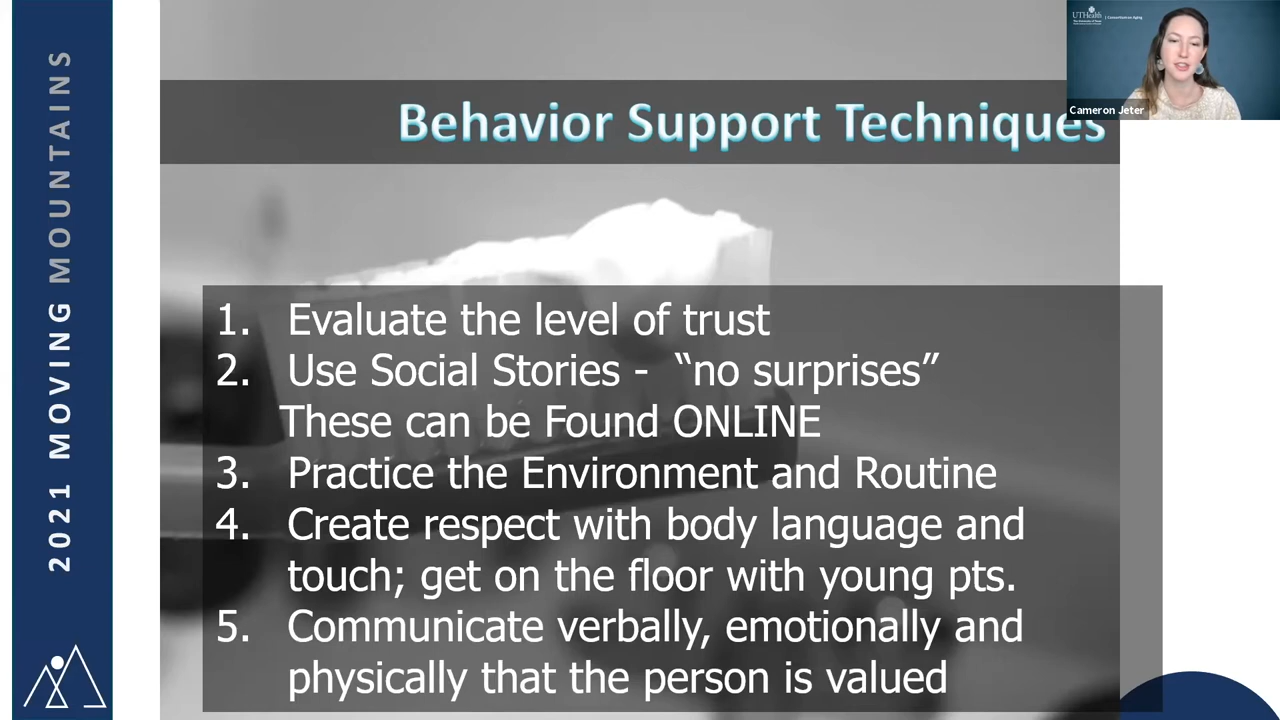 2021 MOVING MOUNTAINS
UTHealth
Cameron Jeter
Behavior Support Techniques
1. Evaluate the level of trust
2. Use Social Stories - “no surprises”
These can be Found ONLINE
3. Practice the Environment and Routine
4. Create respect with body language and
touch; get on the floor with young pts.
5. Communicate verbally, emotionally and
physically that the person is valued